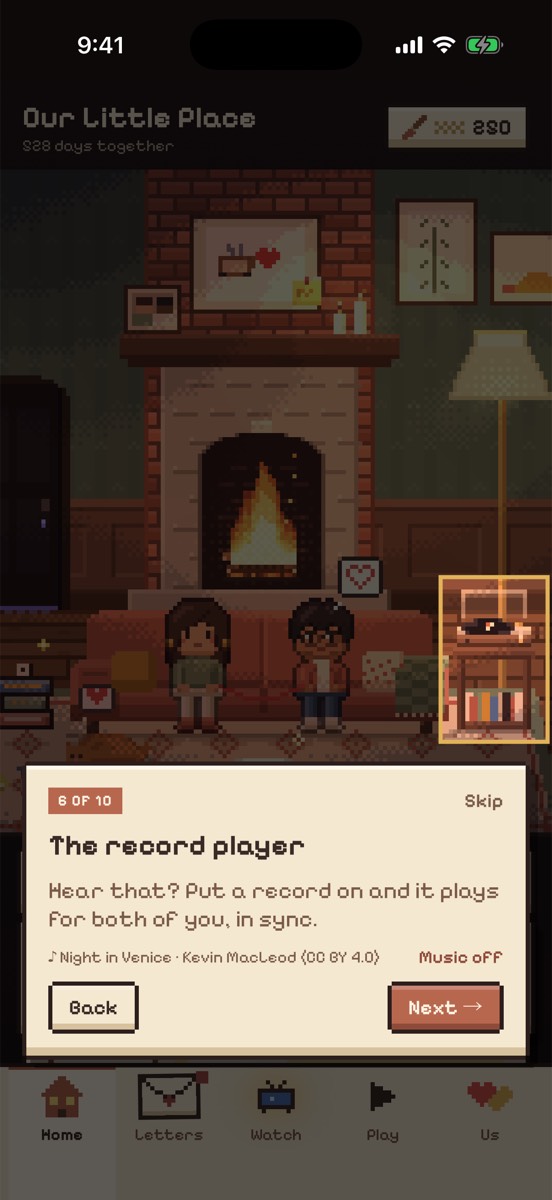 9:41
Our Little Place
828 days together
220
6 OF 10
Skip
The record player
Hear that? Put a record on and it plays
for both of you, in sync.
♪ Night in Venice · Kevin MacLeod (CC BY 4.0)
Music off
Back
Next →
Home
Letters
Watch
Play
Us